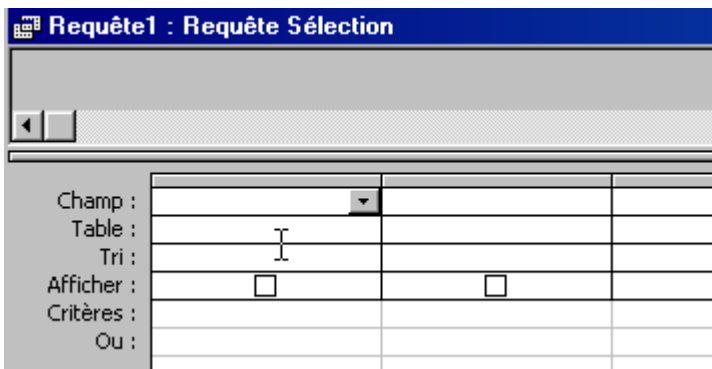 Requête1 : Requête Sélection
Champ :
Table :
Tri :
Afficher :
Critères :
Ou :